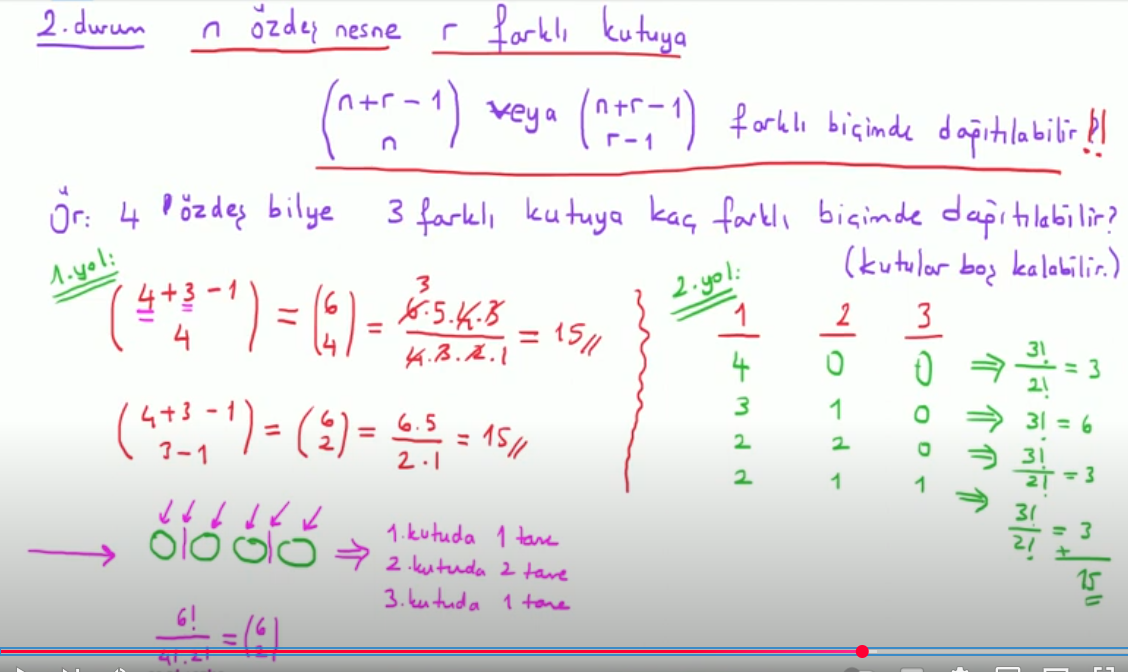 2.durum n özdeş nesne r farklı kutuya
(n+r-1 n) veya (n+r-1 r-1) farklı biçimde dağıtılabilir!!
Ör: 4 özdeş bilye 3 farklı kutuya kaç farklı biçimde dağıtılabilir?
(kutular boş kalabilir.)
1.yol:
(4+3-1 4) = (6 4) = 6.5.4.3 / 4.3.2.1 = 15//
3
(4+3-1 3-1) = (6 2) = 6.5 / 2.1 = 15//
O|OO|O ⇒ 1.kutuda 1 tane
2.kutuda 2 tane
3.kutuda 1 tane
6! / 4!.2! = (6 2)
2.yol:
1 2 3
4 0 0 ⇒ 3!/2! = 3
3 1 0 ⇒ 3! = 6
2 2 0 ⇒ 3!/2! = 3
2 1 1 ⇒ 3!/2! = 3
+
15